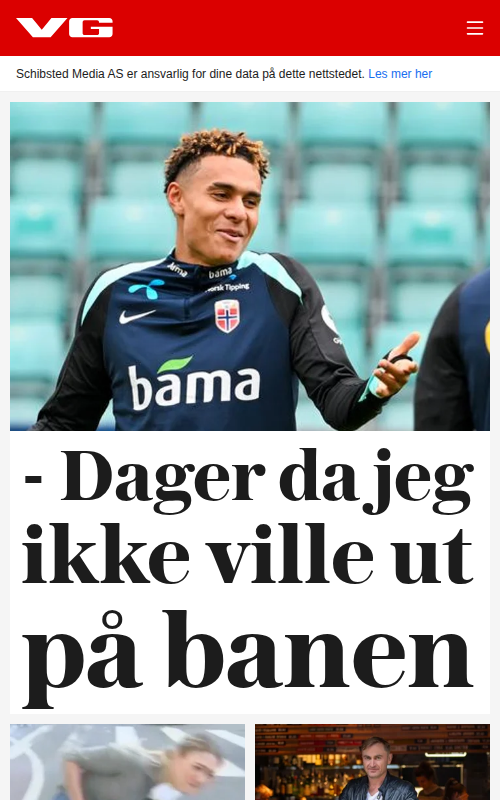 VG
Schibsted Media AS er ansvarlig for dine data på dette nettstedet. Les mer her
bama
bama
Norsk Tipping
bama
- Dager da jeg
ikke ville ut
på banen